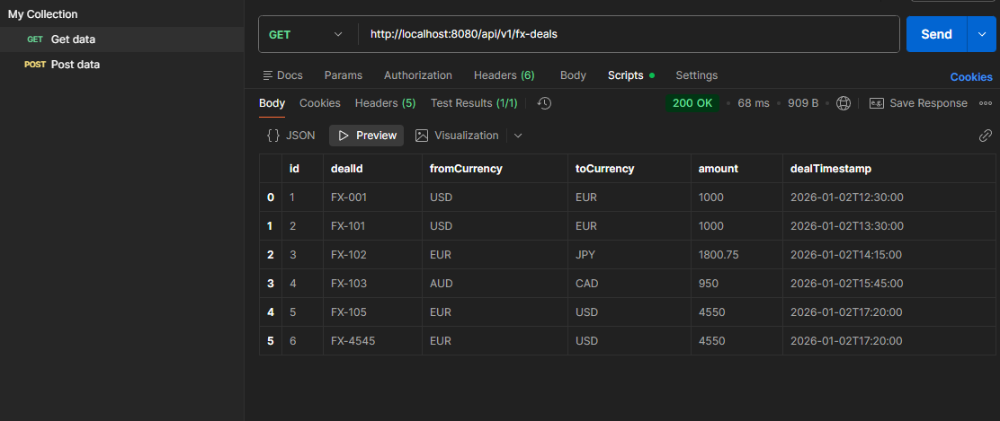 My Collection
GET Get data
POST Post data
GET http://localhost:8080/api/v1/fx-deals Send
Docs Params Authorization Headers (6) Body Scripts Settings Cookies
Body Cookies Headers (5) Test Results (1/1) 200 OK • 68 ms • 909 B • e.g. Save Response
{} JSON Preview Visualization
id dealId fromCurrency toCurrency amount dealTimestamp
0 1 FX-001 USD EUR 1000 2026-01-02T12:30:00
1 2 FX-101 USD EUR 1000 2026-01-02T13:30:00
2 3 FX-102 EUR JPY 1800.75 2026-01-02T14:15:00
3 4 FX-103 AUD CAD 950 2026-01-02T15:45:00
4 5 FX-105 EUR USD 4550 2026-01-02T17:20:00
5 6 FX-4545 EUR USD 4550 2026-01-02T17:20:00